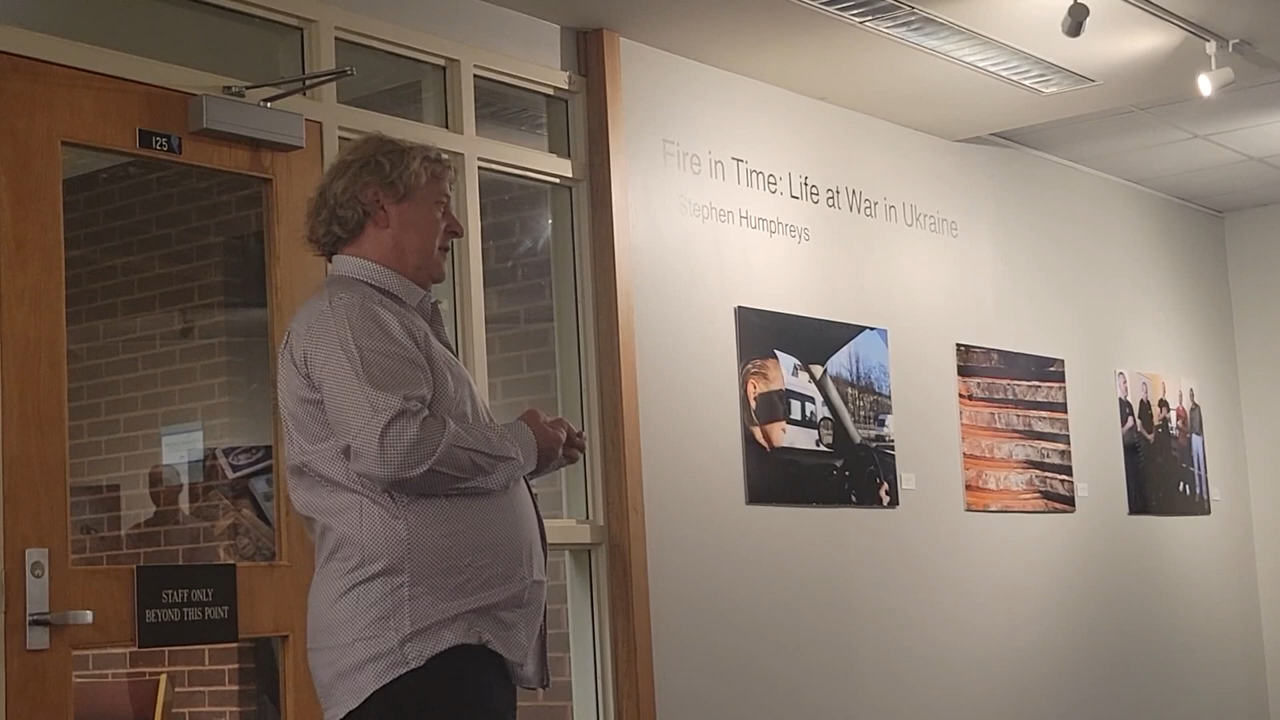 125
Fire in Time: Life at War in Ukraine
Stephen Humphreys
STAFF ONLY
BEYOND THIS POINT